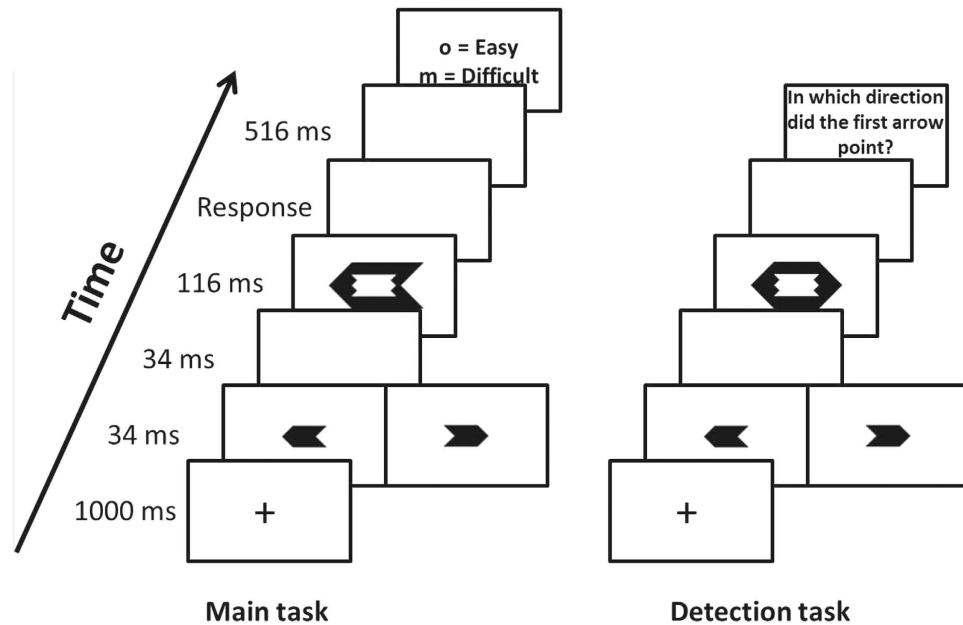 o = Easy
m = Difficult
In which direction
did the first arrow
point?
516 ms
Response
116 ms
34 ms
34 ms
1000 ms
Time
+
+
Main task
Detection task